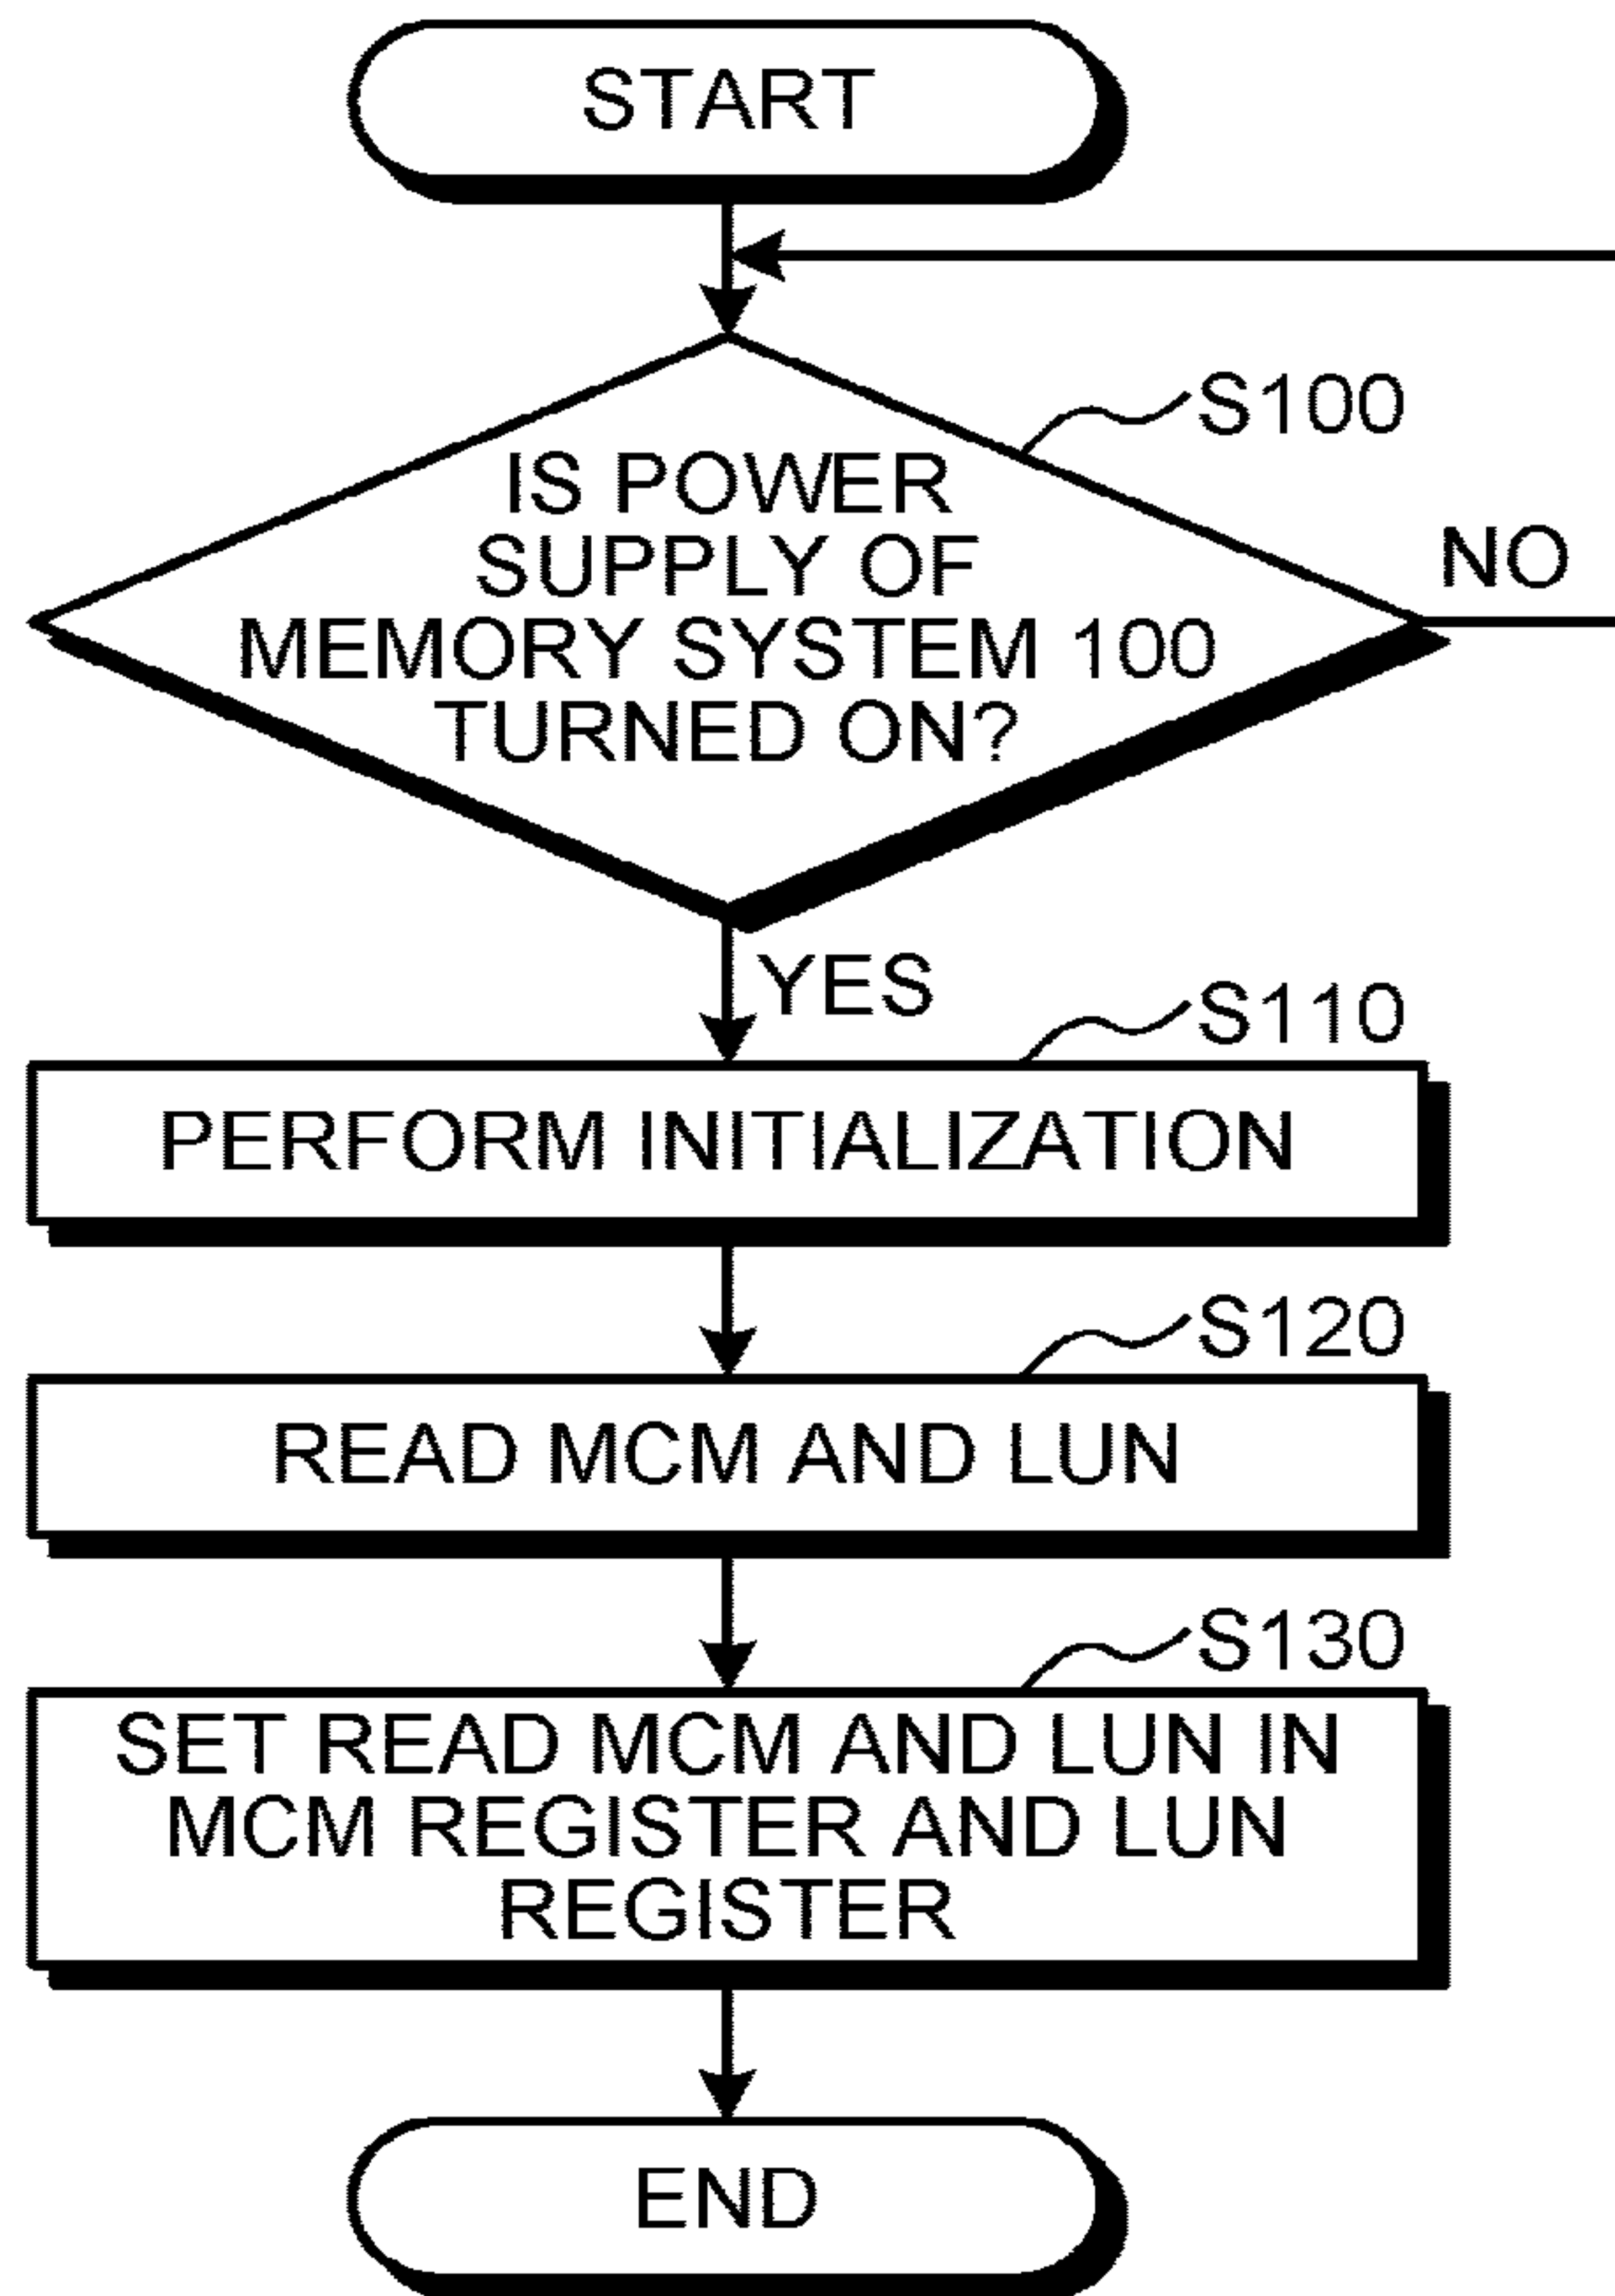 START
S100
IS POWER
SUPPLY OF
MEMORY SYSTEM 100
TURNED ON?
NO
YES
S110
PERFORM INITIALIZATION
S120
READ MCM AND LUN
S130
SET READ MCM AND LUN IN
MCM REGISTER AND LUN
REGISTER
END